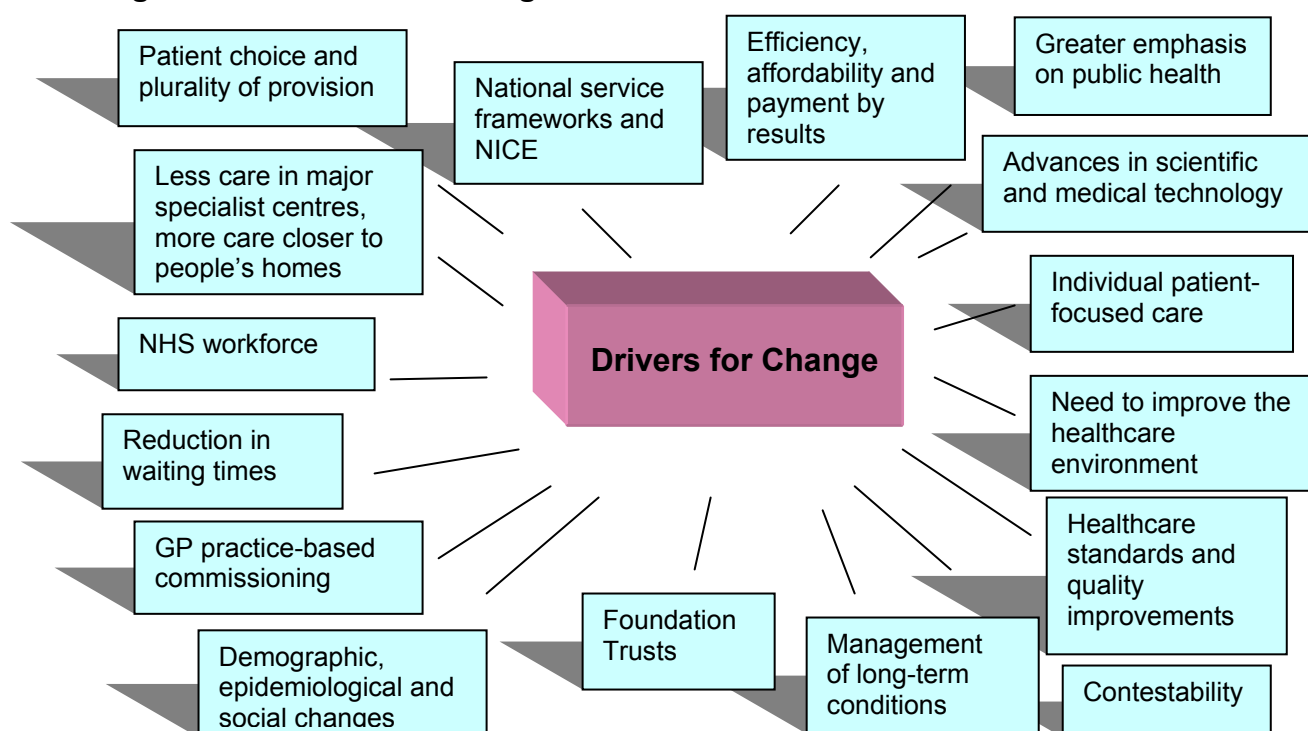 Patient choice and
plurality of provision
National service
frameworks and
NICE
Efficiency,
affordability and
payment by
results
Greater emphasis
on public health
Less care in major
specialist centres,
more care closer to
people's homes
Advances in scientific
and medical technology
Individual patient-
focused care
NHS workforce
Drivers for Change
Need to improve the
healthcare
environment
Reduction in
waiting times
GP practice-based
commissioning
Healthcare
standards and
quality
improvements
Foundation
Trusts
Management
of long-term
conditions
Demographic,
epidemiological and
social changes
Contestability